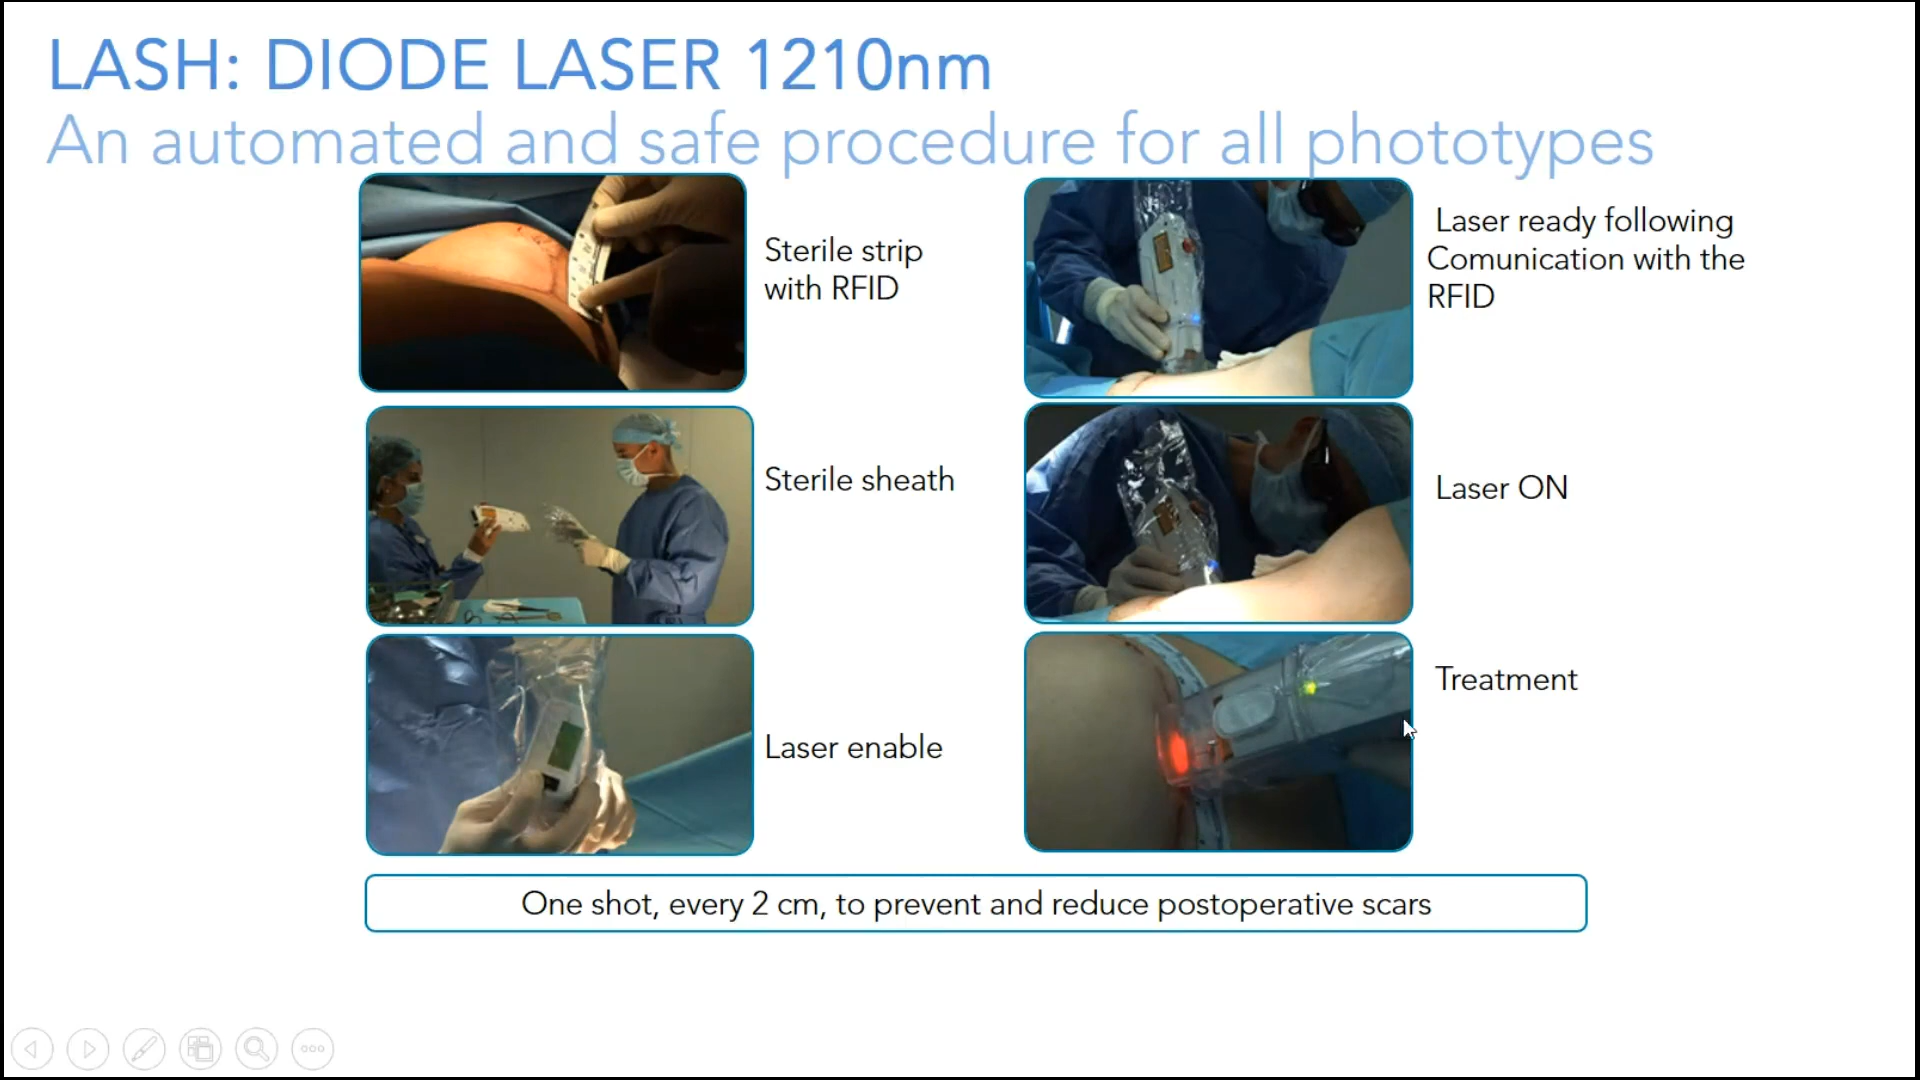 LASH: DIODE LASER 1210nm
An automated and safe procedure for all phototypes
Sterile strip
with RFID
Sterile sheath
Laser enable
Laser ready following
Comunication with the
RFID
Laser ON
Treatment
One shot, every 2 cm, to prevent and reduce postoperative scars